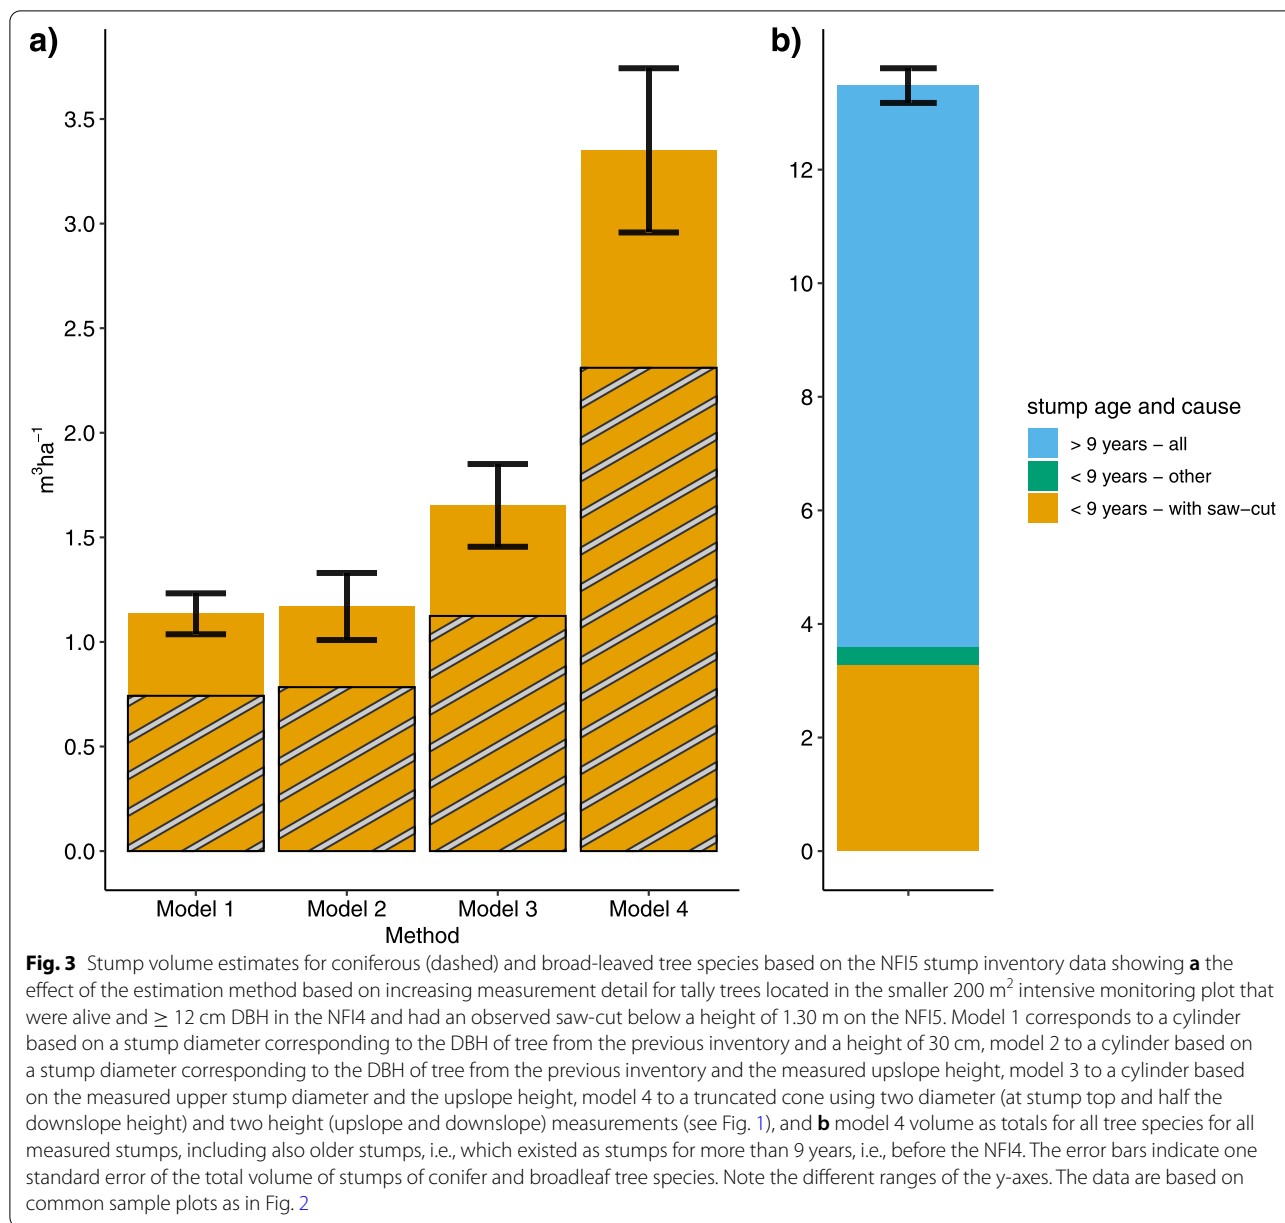 a)
3.5
3.0
2.5
2.0
1.5
1.0
0.5
0.0
m³ha⁻¹
Model 1 Model 2 Model 3 Model 4
Method
b)
12
10
8
6
4
2
0
stump age and cause
> 9 years − all
< 9 years − other
< 9 years − with saw−cut
Fig. 3 Stump volume estimates for coniferous (dashed) and broad-leaved tree species based on the NFI5 stump inventory data showing a the
effect of the estimation method based on increasing measurement detail for tally trees located in the smaller 200 m² intensive monitoring plot that
were alive and ≥ 12 cm DBH in the NFI4 and had an observed saw-cut below a height of 1.30 m on the NFI5. Model 1 corresponds to a cylinder
based on a stump diameter corresponding to the DBH of tree from the previous inventory and a height of 30 cm, model 2 to a cylinder based on
a stump diameter corresponding to the DBH of tree from the previous inventory and the measured upslope height, model 3 to a cylinder based
on the measured upper stump diameter and the upslope height, model 4 to a truncated cone using two diameter (at stump top and half the
downslope height) and two height (upslope and downslope) measurements (see Fig. 1), and b model 4 volume as totals for all tree species for all
measured stumps, including also older stumps, i.e., which existed as stumps for more than 9 years, i.e., before the NFI4. The error bars indicate one
standard error of the total volume of stumps of conifer and broadleaf tree species. Note the different ranges of the y-axes. The data are based on
common sample plots as in Fig. 2